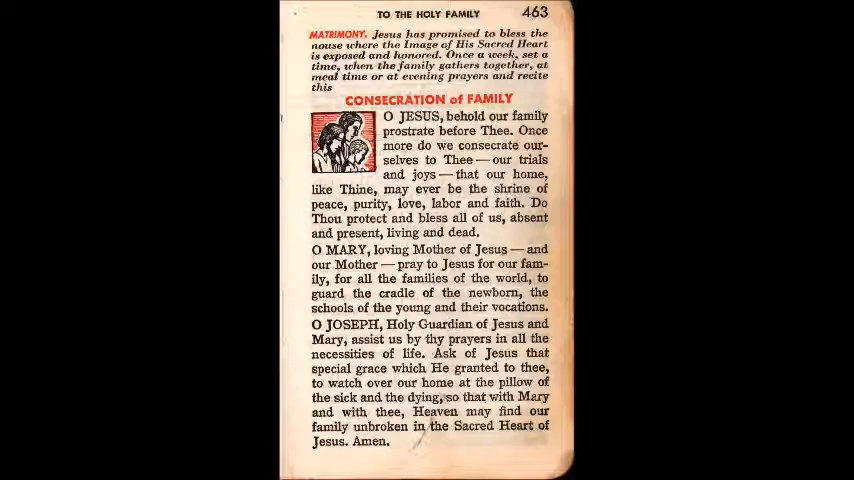 TO THE HOLY FAMILY 463
MATRIMONY. Jesus has promised to bless the
nouse where the Image of His Sacred Heart
is exposed and honored. Once a week, set a
time, when the family gathers together, at
meal time or at evening prayers and recite
this
CONSECRATION of FAMILY
O JESUS, behold our family
prostrate before Thee. Once
more do we consecrate our-
selves to Thee — our trials
and joys — that our home,
like Thine, may ever be the shrine of
peace, purity, love, labor and faith. Do
Thou protect and bless all of us, absent
and present, living and dead.
O MARY, loving Mother of Jesus — and
our Mother — pray to Jesus for our fam-
ily, for all the families of the world, to
guard the cradle of the newborn, the
schools of the young and their vocations.
O JOSEPH, Holy Guardian of Jesus and
Mary, assist us by thy prayers in all the
necessities of life. Ask of Jesus that
special grace which He granted to thee,
to watch over our home at the pillow of
the sick and the dying, so that with Mary
and with thee, Heaven may find our
family unbroken in the Sacred Heart of
Jesus. Amen.